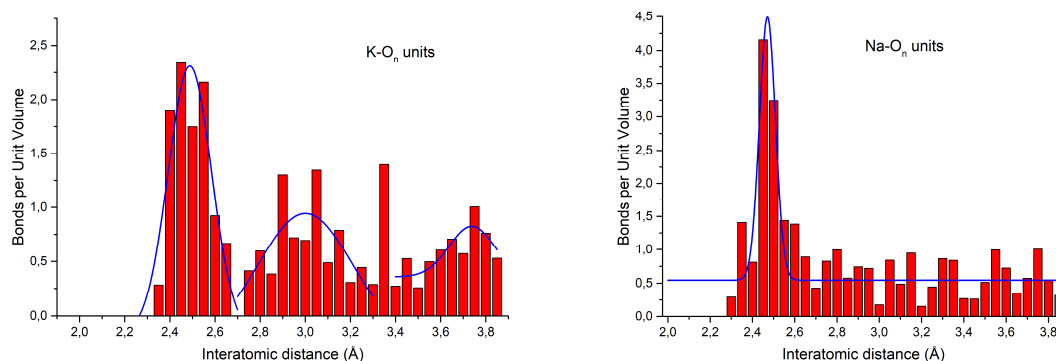 K-Oₙ units
2,5
2,0
1,5
1,0
0,5
0,0
Bonds per Unit Volume
2,0 2,2 2,4 2,6 2,8 3,0 3,2 3,4 3,6 3,8
Interatomic distance (Å)
Na-Oₙ units
4,5
4,0
3,5
3,0
2,5
2,0
1,5
1,0
0,5
0,0
Bonds per Unit Volume
2,0 2,2 2,4 2,6 2,8 3,0 3,2 3,4 3,6 3,8
Interatomic distance (Å)